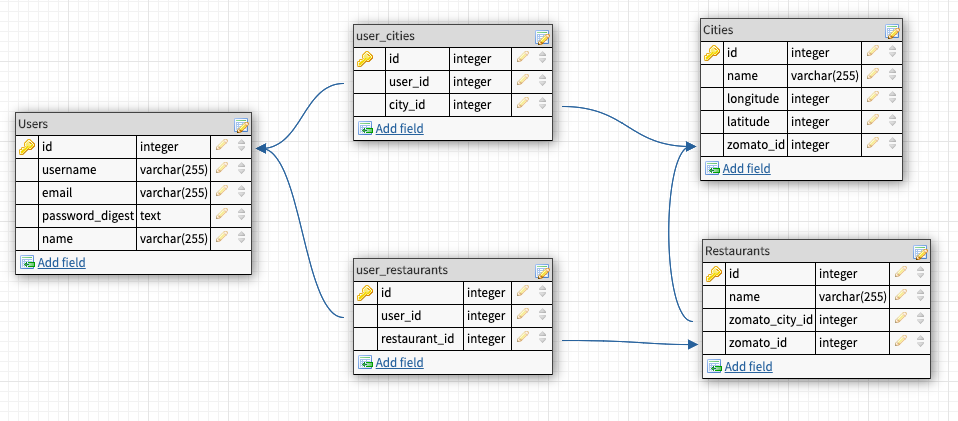 Users
id integer
username varchar(255)
email varchar(255)
password_digest text
name varchar(255)
Add field
user_cities
id integer
user_id integer
city_id integer
Add field
user_restaurants
id integer
user_id integer
restaurant_id integer
Add field
Cities
id integer
name varchar(255)
longitude integer
latitude integer
zomato_id integer
Add field
Restaurants
id integer
name varchar(255)
zomato_city_id integer
zomato_id integer
Add field